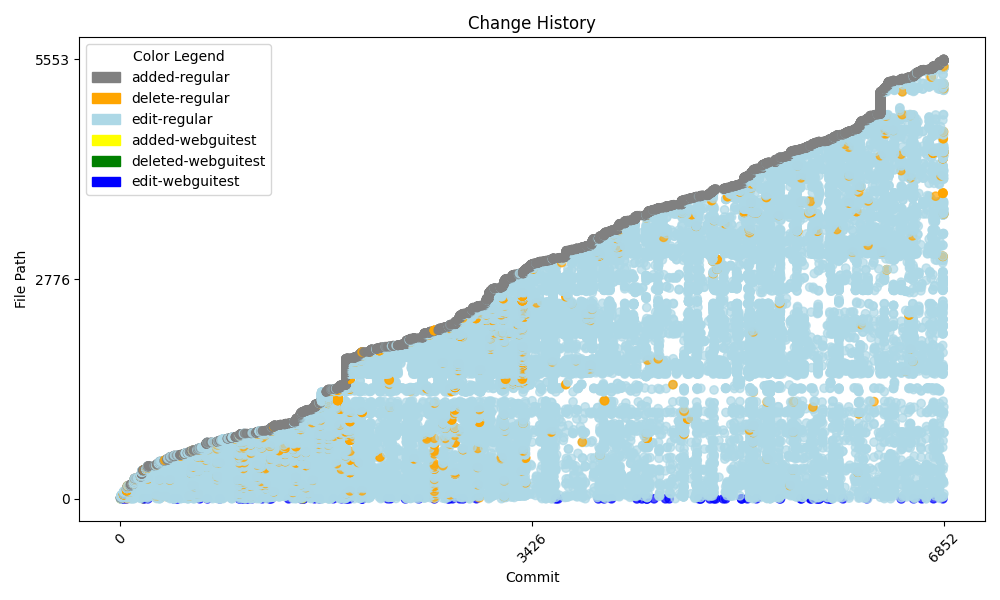 Change History
Color Legend
added-regular
delete-regular
edit-regular
added-webguitest
deleted-webguitest
edit-webguitest
File Path
5553
2776
0
0
3426
6852
Commit